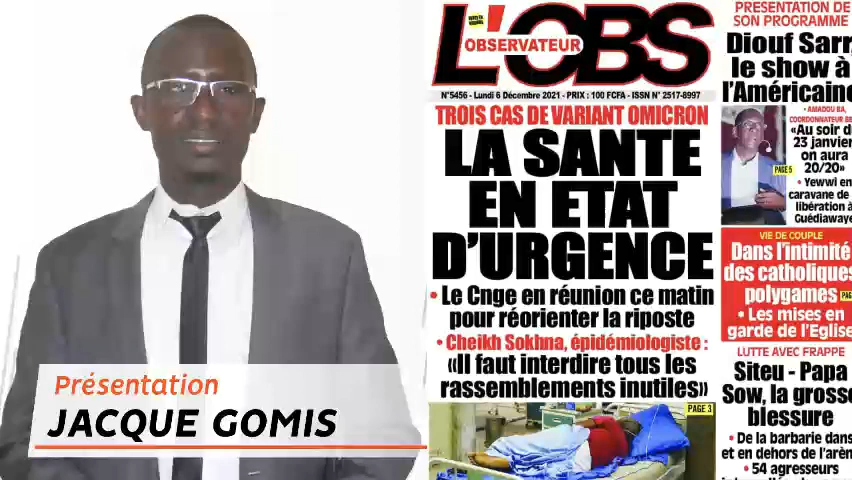 Présentation
JACQUE GOMIS
L'OBS
L'OBSERVATEUR
N°5456 - Lundi 6 Décembre 2021 - PRIX : 100 FCFA - ISSN N° 2517-8997
TROIS CAS DE VARIANT OMICRON
LA SANTE
EN ETAT
D'URGENCE
• Le Cnge en réunion ce matin
pour réorienter la riposte
• Cheikh Sokhna, épidémiologiste :
«Il faut interdire tous les
rassemblements inutiles»
PAGE 3
PRESENTATION DE
SON PROGRAMME
Diouf Sarr,
le show à
l'Américaine
• AMADOU BA,
COORDONNATEUR BE
«Au soir d
23 janvier
on aura
20/20»
PAGE 5
• Yewwi en
caravane de
libération à
Guédiawaye
VIE DE COUPLE
Dans l'intimité
des catholiques
polygames
PAG
• Les mises en
garde de l'Eglise
LUTTE AVEC FRAPPE
Siteu - Papa
Sow, la grosse
blessure
• De la barbarie dans
et en dehors de l'arèn
• 54 agresseurs